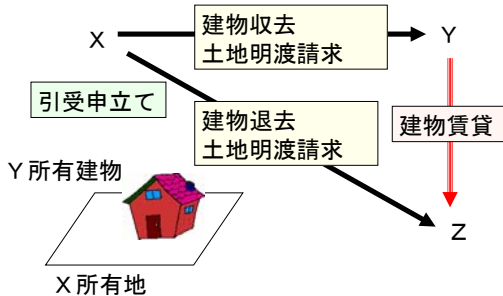 X
建物収去
土地明渡請求
Y
引受申立て
建物退去
土地明渡請求
建物賃貸
Y所有建物
Z
X所有地